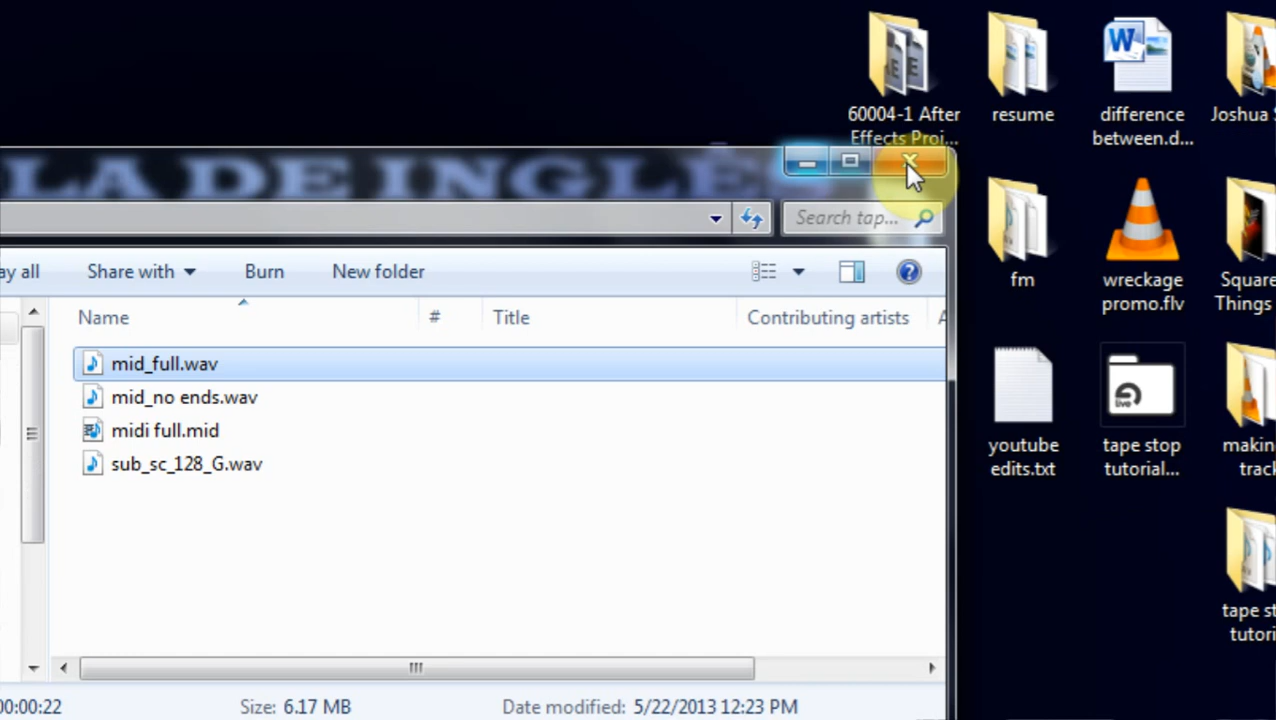 60004-1 After
Effects Proj...
resume
difference
between.d...
Joshua S
LA DE INGLÊS
Search tap...
ay all
Share with
Burn
New folder
Name
#
Title
Contributing artists
A
mid_full.wav
mid_no ends.wav
midi full.mid
sub_sc_128_G.wav
fm
wreckage
promo.flv
Square
Things
youtube
edits.txt
live
tape stop
tutorial...
makin
track
tape st
tutori
00:00:22
Size: 6.17 MB
Date modified: 5/22/2013 12:23 PM